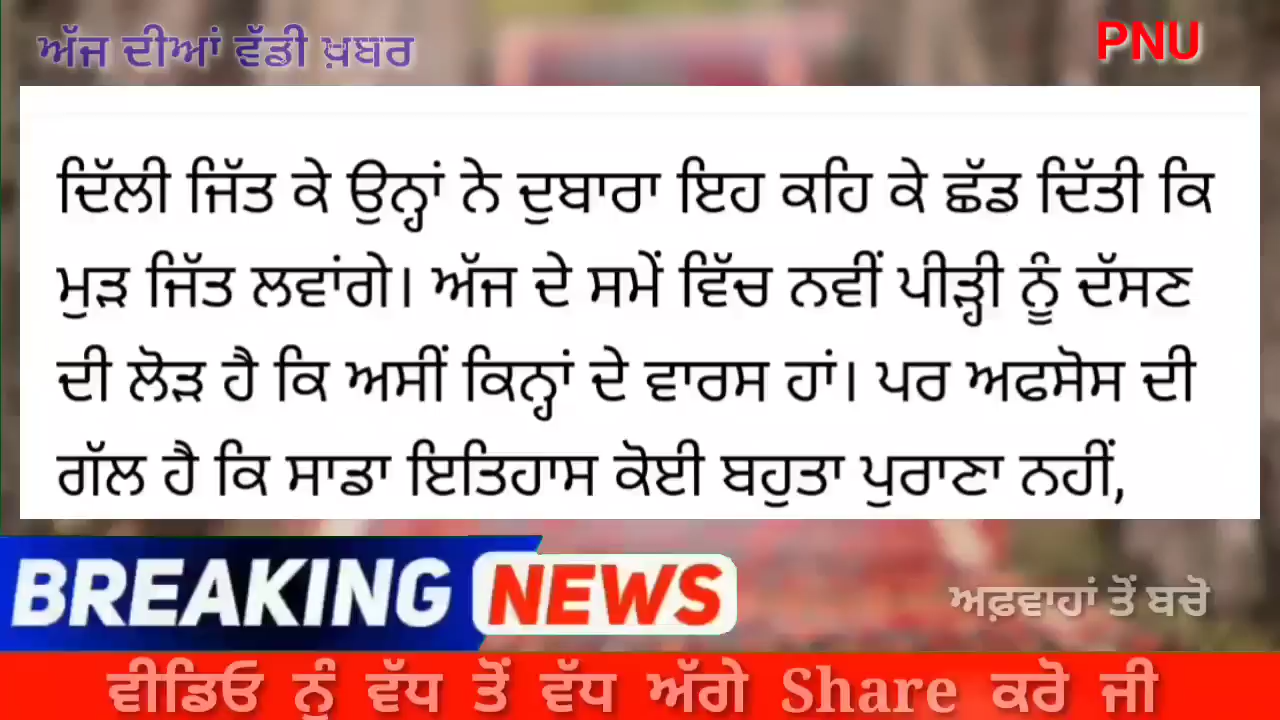 ਅੱਜ ਦੀਆਂ ਵੱਡੀ ਖ਼ਬਰ
PNU
ਦਿੱਲੀ ਜਿੱਤ ਕੇ ਉਨ੍ਹਾਂ ਨੇ ਦੁਬਾਰਾ ਇਹ ਕਹਿ ਕੇ ਛੱਡ ਦਿੱਤੀ ਕਿ
ਮੁੜ ਜਿੱਤ ਲਵਾਂਗੇ। ਅੱਜ ਦੇ ਸਮੇਂ ਵਿੱਚ ਨਵੀਂ ਪੀੜ੍ਹੀ ਨੂੰ ਦੱਸਣ
ਦੀ ਲੋੜ ਹੈ ਕਿ ਅਸੀਂ ਕਿਨ੍ਹਾਂ ਦੇ ਵਾਰਸ ਹਾਂ। ਪਰ ਅਫਸੋਸ ਦੀ
ਗੱਲ ਹੈ ਕਿ ਸਾਡਾ ਇਤਿਹਾਸ ਕੋਈ ਬਹੁਤਾ ਪੁਰਾਣਾ ਨਹੀਂ,
BREAKING NEWS
ਅਫ਼ਵਾਹਾਂ ਤੋਂ ਬਚੋ
ਵੀਡਿਓ ਨੂੰ ਵੱਧ ਤੋਂ ਵੱਧ ਅੱਗੇ Share ਕਰੋ ਜੀ